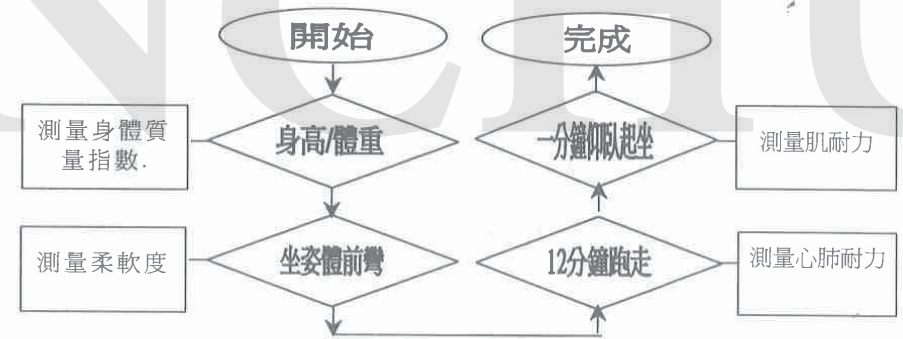 NCHU
開始
完成
測量身體質
量指數.
身高/體重
一分鐘仰臥起坐
測量肌耐力
測量柔軟度
坐姿體前彎
12分鐘跑走
測量心肺耐力